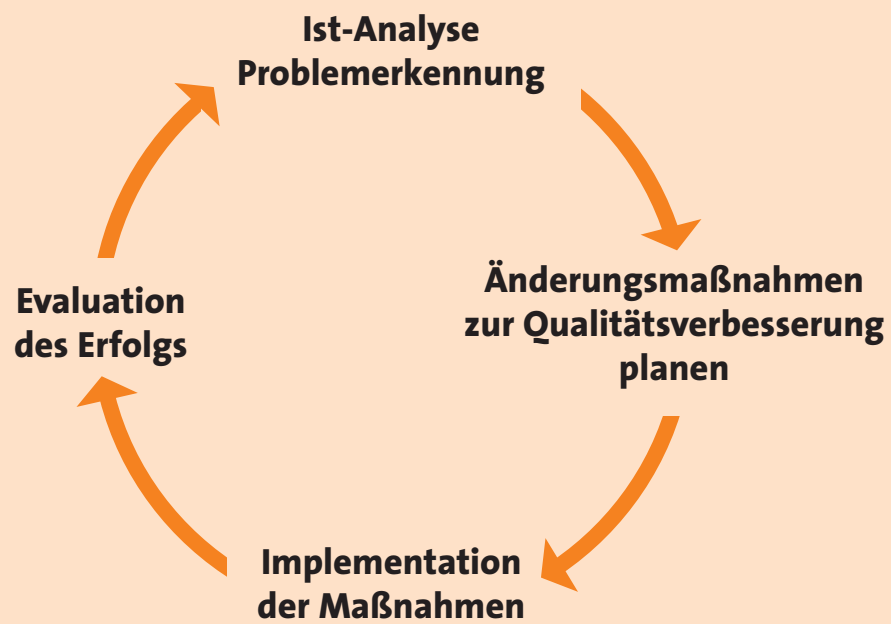 Ist-Analyse
Problemerkennung
Änderungsmaßnahmen
zur Qualitätsverbesserung
planen
Implementation
der Maßnahmen
Evaluation
des Erfolgs